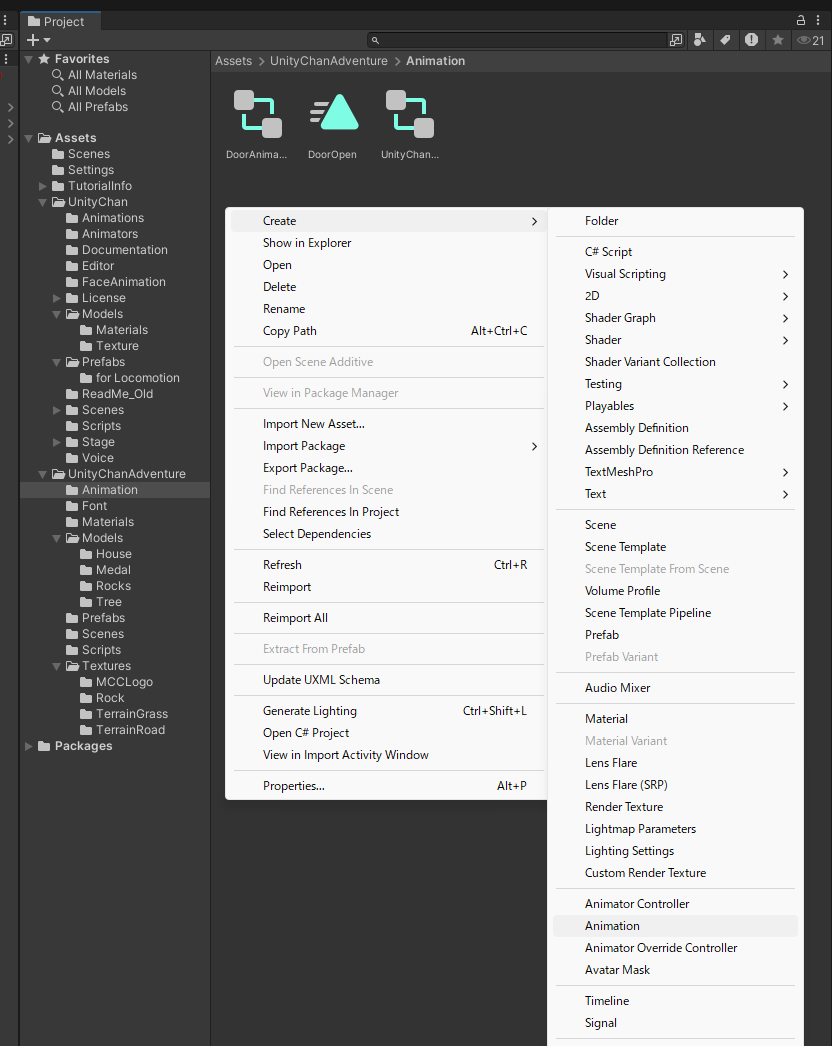 Project
21
Favorites
All Materials
All Models
All Prefabs
Assets
Scenes
Settings
TutorialInfo
UnityChan
Animations
Animators
Documentation
Editor
FaceAnimation
License
Models
Materials
Texture
Prefabs
for Locomotion
ReadMe_Old
Scenes
Scripts
Stage
Voice
UnityChanAdventure
Animation
Font
Materials
Models
House
Medal
Rocks
Tree
Prefabs
Scenes
Scripts
Textures
MCCLogo
Rock
TerrainGrass
TerrainRoad
Packages
Assets > UnityChanAdventure > Animation
DoorAnima... DoorOpen UnityChan...
Create
Show in Explorer
Open
Delete
Rename
Copy Path Alt+Ctrl+C
Open Scene Additive
View in Package Manager
Import New Asset...
Import Package
Export Package...
Find References In Scene
Find References In Project
Select Dependencies
Refresh Ctrl+R
Reimport
Reimport All
Extract From Prefab
Update UXML Schema
Generate Lighting Ctrl+Shift+L
Open C# Project
View in Import Activity Window
Properties... Alt+P
Folder
C# Script
Visual Scripting
2D
Shader Graph
Shader
Shader Variant Collection
Testing
Playables
Assembly Definition
Assembly Definition Reference
TextMeshPro
Text
Scene
Scene Template
Scene Template From Scene
Volume Profile
Scene Template Pipeline
Prefab
Prefab Variant
Audio Mixer
Material
Material Variant
Lens Flare
Lens Flare (SRP)
Render Texture
Lightmap Parameters
Lighting Settings
Custom Render Texture
Animator Controller
Animation
Animator Override Controller
Avatar Mask
Timeline
Signal